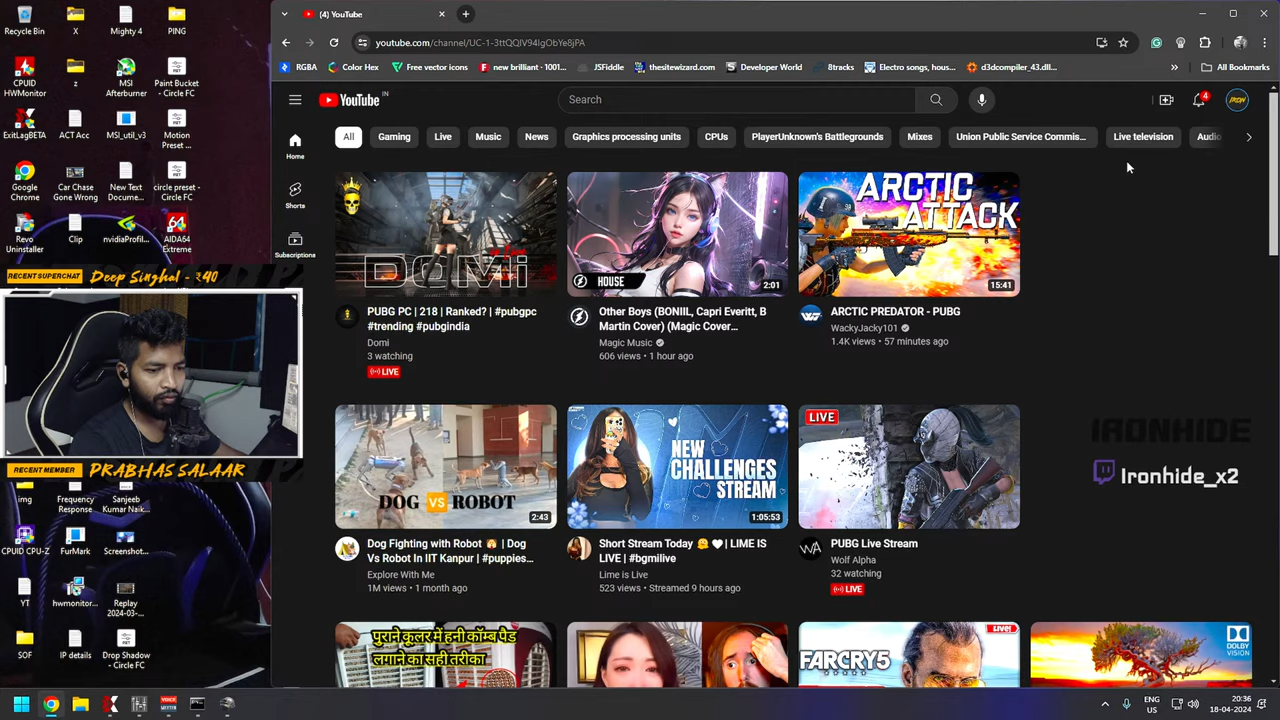 Recycle Bin
X
Mighty 4
PING
CPUID
HWMonitor
z
MSI
Afterburner
Paint Bucket -
Circle FC
ExitLagBETA
ACT Acc
MSI_util_v3
Motion
Preset ...
Google
Chrome
Car Chase
Gone Wrong
New Text
Document
circle preset -
Circle FC
Revo
Uninstaller
Clip
nvidiaProfil...
64
AIDA64
Extreme
RECENT SUPERCHAT
Deep Singhal - ₹40
RECENT MEMBER
PRABHAS SALAAR
img
Frequency
Response
Sanjeeb
Kumar Naik...
CPUID CPU-Z
FurMark
Screenshot...
YT
hwmonitor...
Replay
2024-03-...
SOF
IP details
Drop Shadow
- Circle FC
(4) YouTube
youtube.com/channel/UC-1-3ttQQIV94IgObYe8jPA
RGBA
Color Hex
Free vector icons
new brilliant · 1001...
JSFiddle
thesitewizard.com
Developer World
8tracks
Electro songs, hous...
d3dcompiler_43.dll...
All Bookmarks
YouTube
IN
Search
4
IRON
All
Gaming
Live
Music
News
Graphics processing units
CPUs
PlayerUnknown's Battlegrounds
Mixes
Union Public Service Commis...
Live television
Audio
Home
Shorts
Subscriptions
DOMii
PUBG PC | 218 | Ranked? | #pubgpc
#trending #pubgindia
Domi
3 watching
LIVE
HOUSE
2:01
Other Boys (BONIIL, Capri Everitt, B
Martin Cover) (Magic Cover...
Magic Music
606 views • 1 hour ago
ARCTIC
ATTACK
15:41
ARCTIC PREDATOR - PUBG
WackyJacky101
1.4K views • 57 minutes ago
DOG VS ROBOT
2:43
Dog Fighting with Robot | Dog
Vs Robot In IIT Kanpur | #puppies...
Explore With Me
1M views • 1 month ago
NEW
CHALLENGES
STREAM
1:05:53
Short Stream Today 🤗🤍 | LIME IS
LIVE | #bgmilive
Lime is Live
523 views • Streamed 9 hours ago
LIVE
PUBG Live Stream
Wolf Alpha
32 watching
LIVE
IRONHIDE
Ironhide_x2
पुराने कूलर में हनी कॉम्ब पैड
लगाने का सही तरीका
LIVE!
FARCRY5
DOLBY
VISION
ENG
US
20:36
18-04-2024